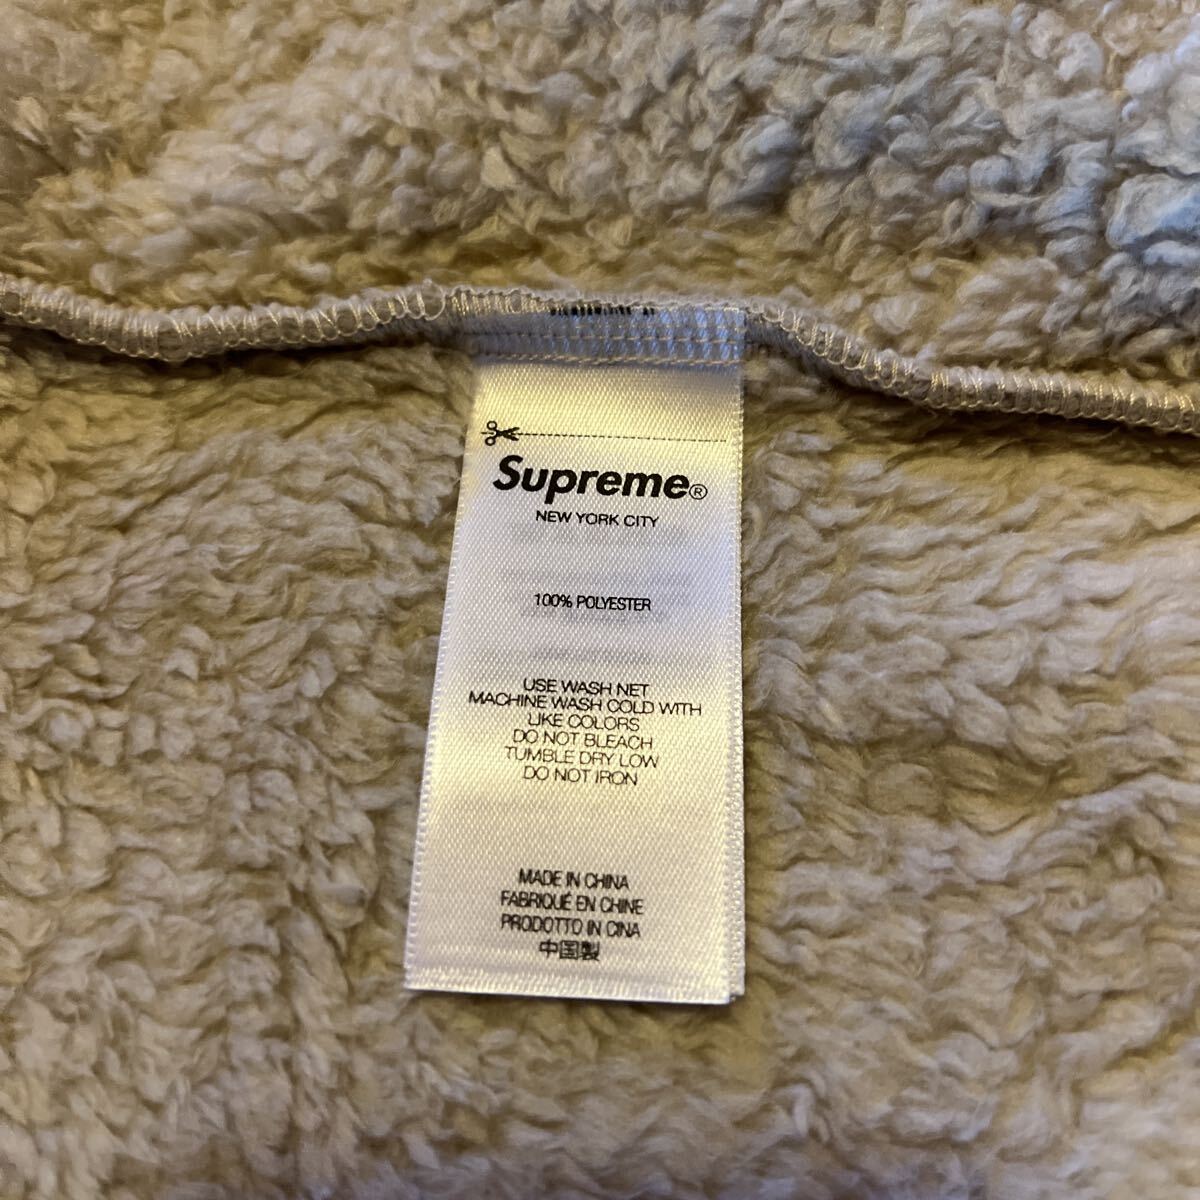 Supreme®
NEW YORK CITY
100% POLYESTER
USE WASH NET
MACHINE WASH COLD WITH
LIKE COLORS
DO NOT BLEACH
TUMBLE DRY LOW
DO NOT IRON
MADE IN CHINA
FABRIQUÉ EN CHINE
PRODOTTO IN CINA
中国製